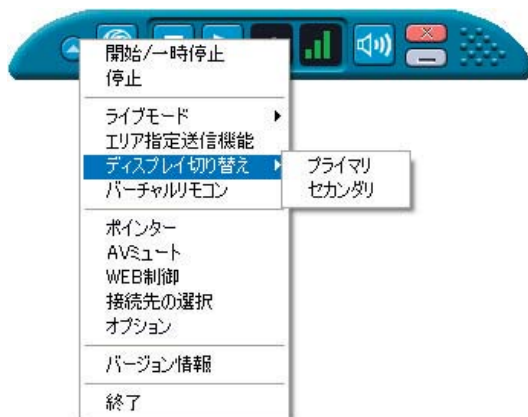 開始/一時停止
停止
ライブモード
エリア指定送信機能
ディスプレイ切り替え
プライマリ
セカンダリ
バーチャルリモコン
ポインター
AVミュート
WEB制御
接続先の選択
オプション
バージョン情報
終了